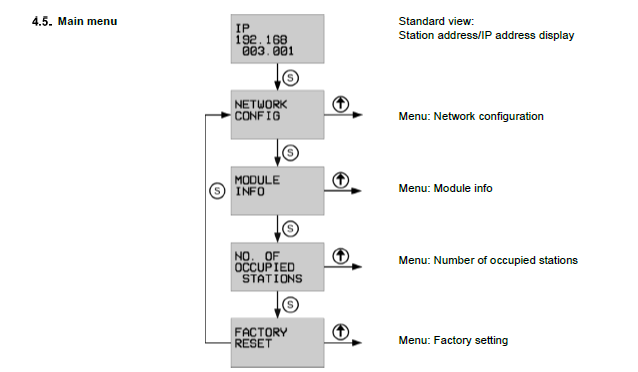 4.5. Main menu
IP
192.168
003.001
Standard view:
Station address/IP address display
S
NETWORK
CONFIG
Menu: Network configuration
S
MODULE
INFO
S
Menu: Module info
S
NO. OF
OCCUPIED
STATIONS
Menu: Number of occupied stations
S
FACTORY
RESET
Menu: Factory setting